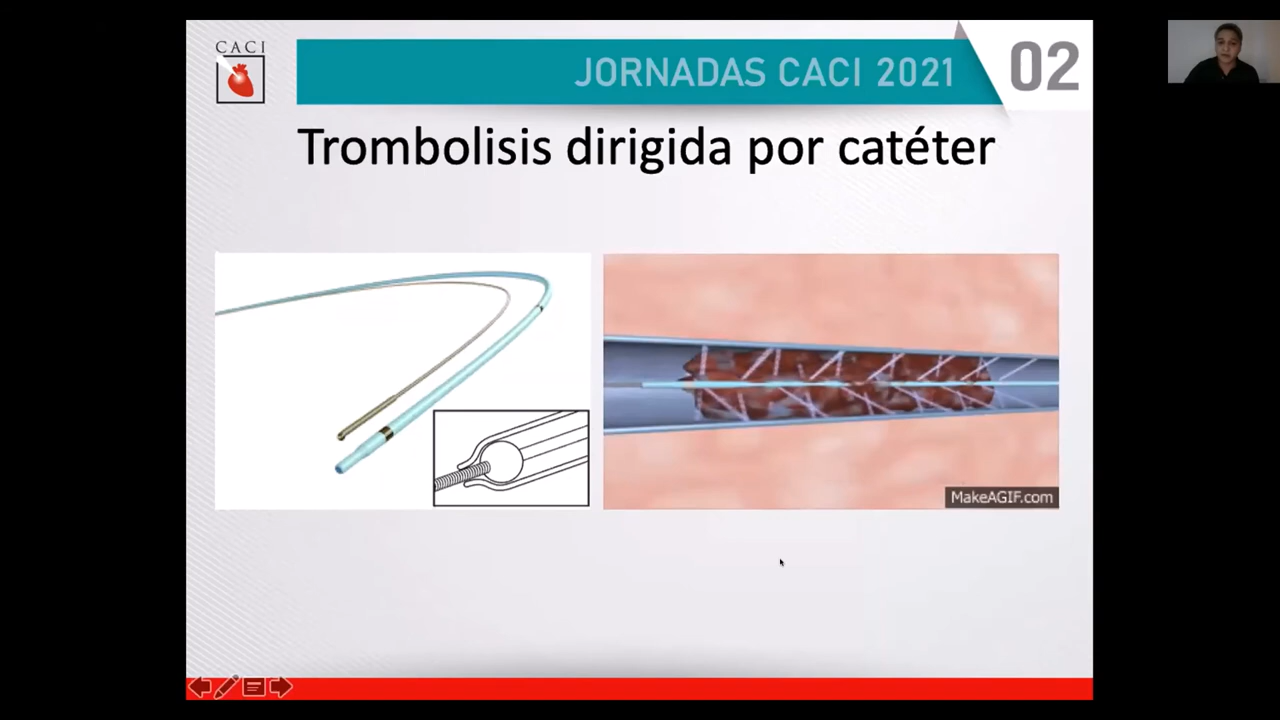 CACI
JORNADAS CACI 2021
02
Trombolisis dirigida por catéter
MakeAGIF.com